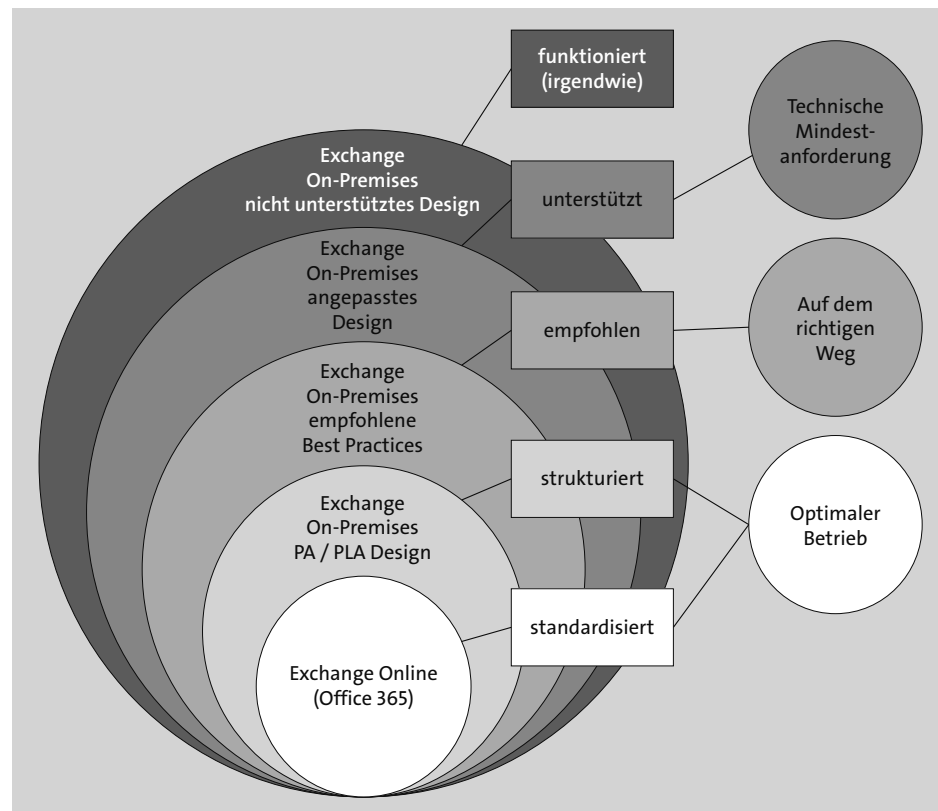 funktioniert
(irgendwie)
Technische
Mindest-
anforderung
Exchange
On-Premises
nicht unterstütztes Design
unterstützt
Exchange
On-Premises
angepasstes
Design
empfohlen
Auf dem
richtigen
Weg
Exchange
On-Premises
empfohlene
Best Practices
strukturiert
Exchange
On-Premises
PA / PLA Design
Optimaler
Betrieb
standardisiert
Exchange Online
(Office 365)